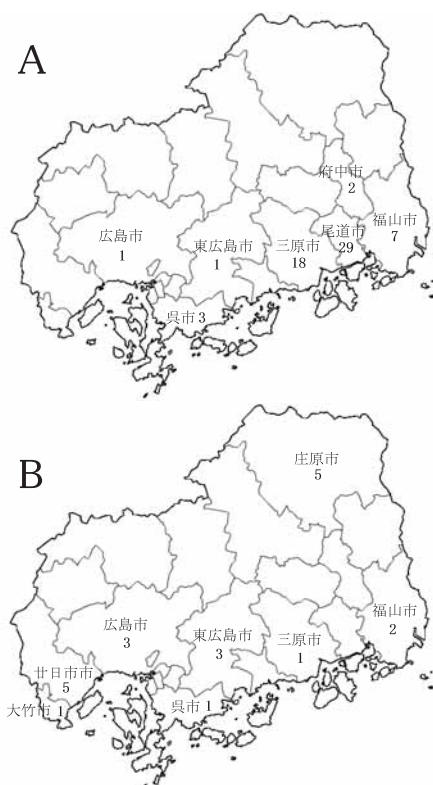 A
府中市
2
広島市
1
東広島市
1
三原市
18
尾道市
29
福山市
7
呉市 3
B
庄原市
5
広島市
3
東広島市
3
三原市
1
福山市
2
廿日市市
5
大竹市 1
呉市 1